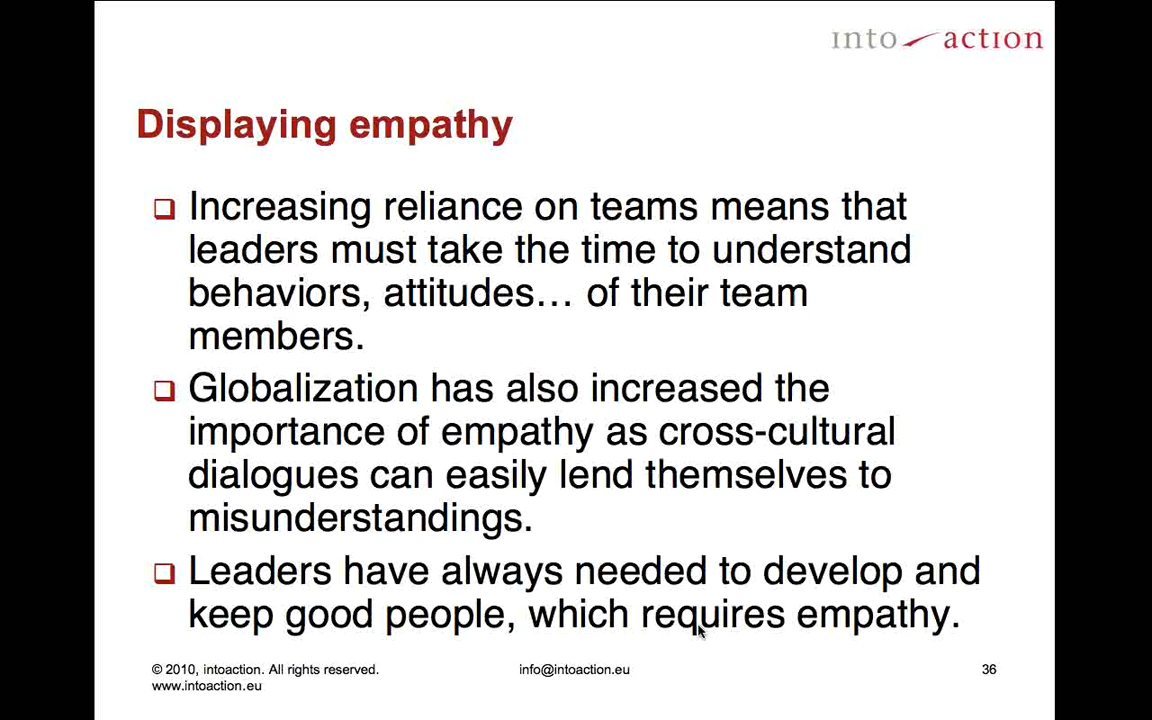 into action
Displaying empathy
❑ Increasing reliance on teams means that
leaders must take the time to understand
behaviors, attitudes… of their team
members.
❑ Globalization has also increased the
importance of empathy as cross-cultural
dialogues can easily lend themselves to
misunderstandings.
❑ Leaders have always needed to develop and
keep good people, which requires empathy.
© 2010, intoaction. All rights reserved. info@intoaction.eu 36
www.intoaction.eu